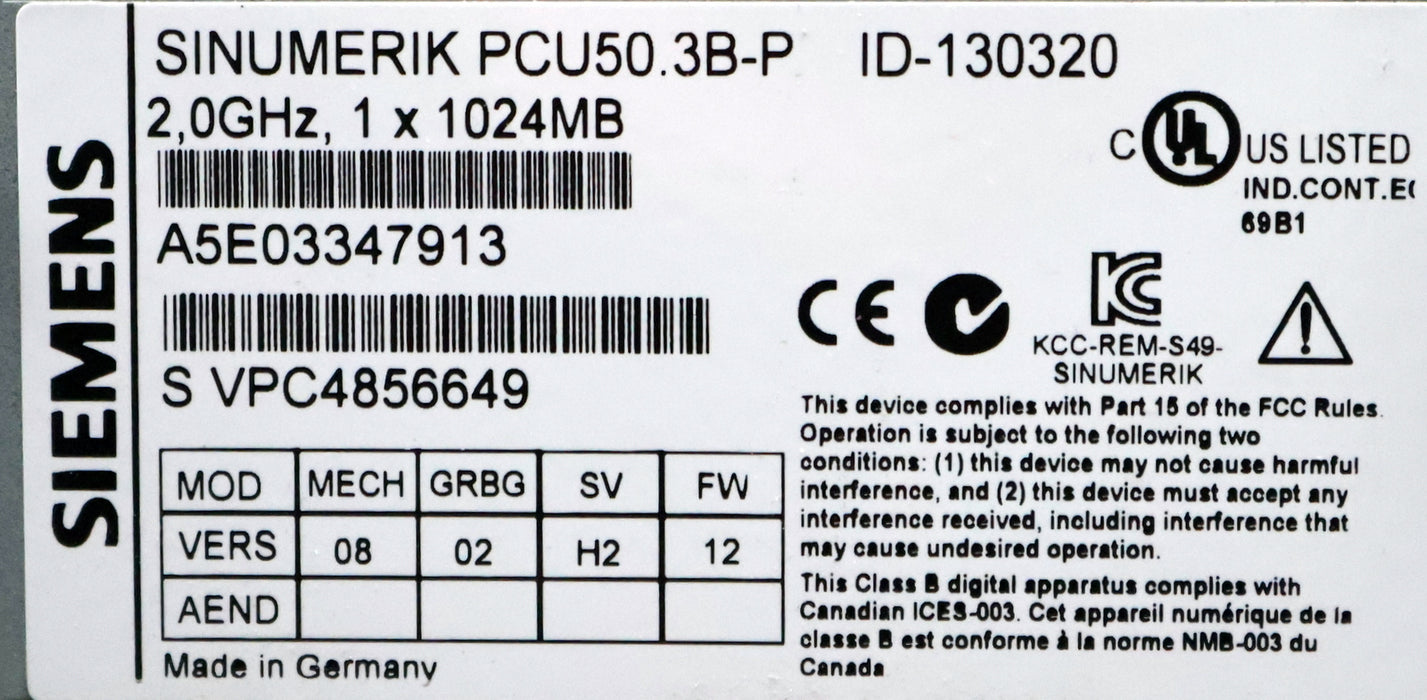 SIEMENS
SINUMERIK PCU50.3B-P ID-130320
2,0GHz, 1 x 1024MB
A5E03347913
S VPC4856649
C UL US LISTED
IND.CONT.E
69B1
CE
KC
KCC-REM-S49-
SINUMERIK
MOD MECH GRBG SV FW
VERS 08 02 H2 12
AEND
Made in Germany
This device complies with Part 15 of the FCC Rules.
Operation is subject to the following two
conditions: (1) this device may not cause harmful
interference, and (2) this device must accept any
interference received, including interference that
may cause undesired operation.
This Class B digital apparatus complies with
Canadian ICES-003. Cet appareil numérique de la
classe B est conforme à la norme NMB-003 du
Canada